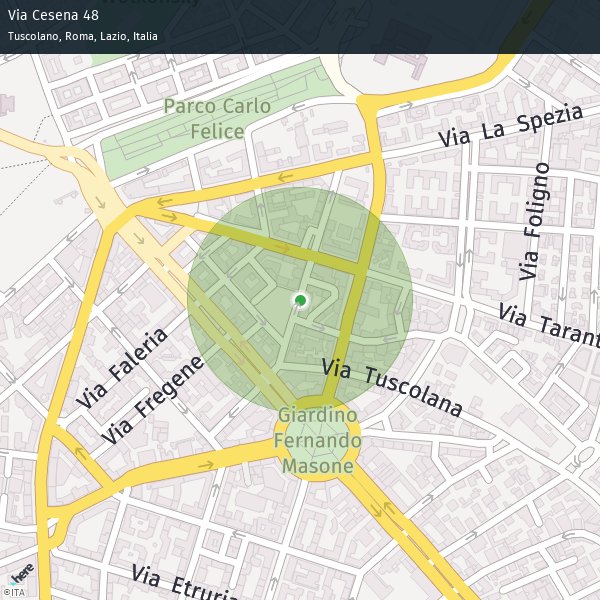 Via Cesena 48
Tuscolano, Roma, Lazio, Italia
Parco Carlo
Felice
Via La Spezia
Via Foligno
Via Tarant
Via Faleria
Via Fregene
Via Tuscolana
Giardino
Fernando
Masone
Via Etruria
here
©ITA